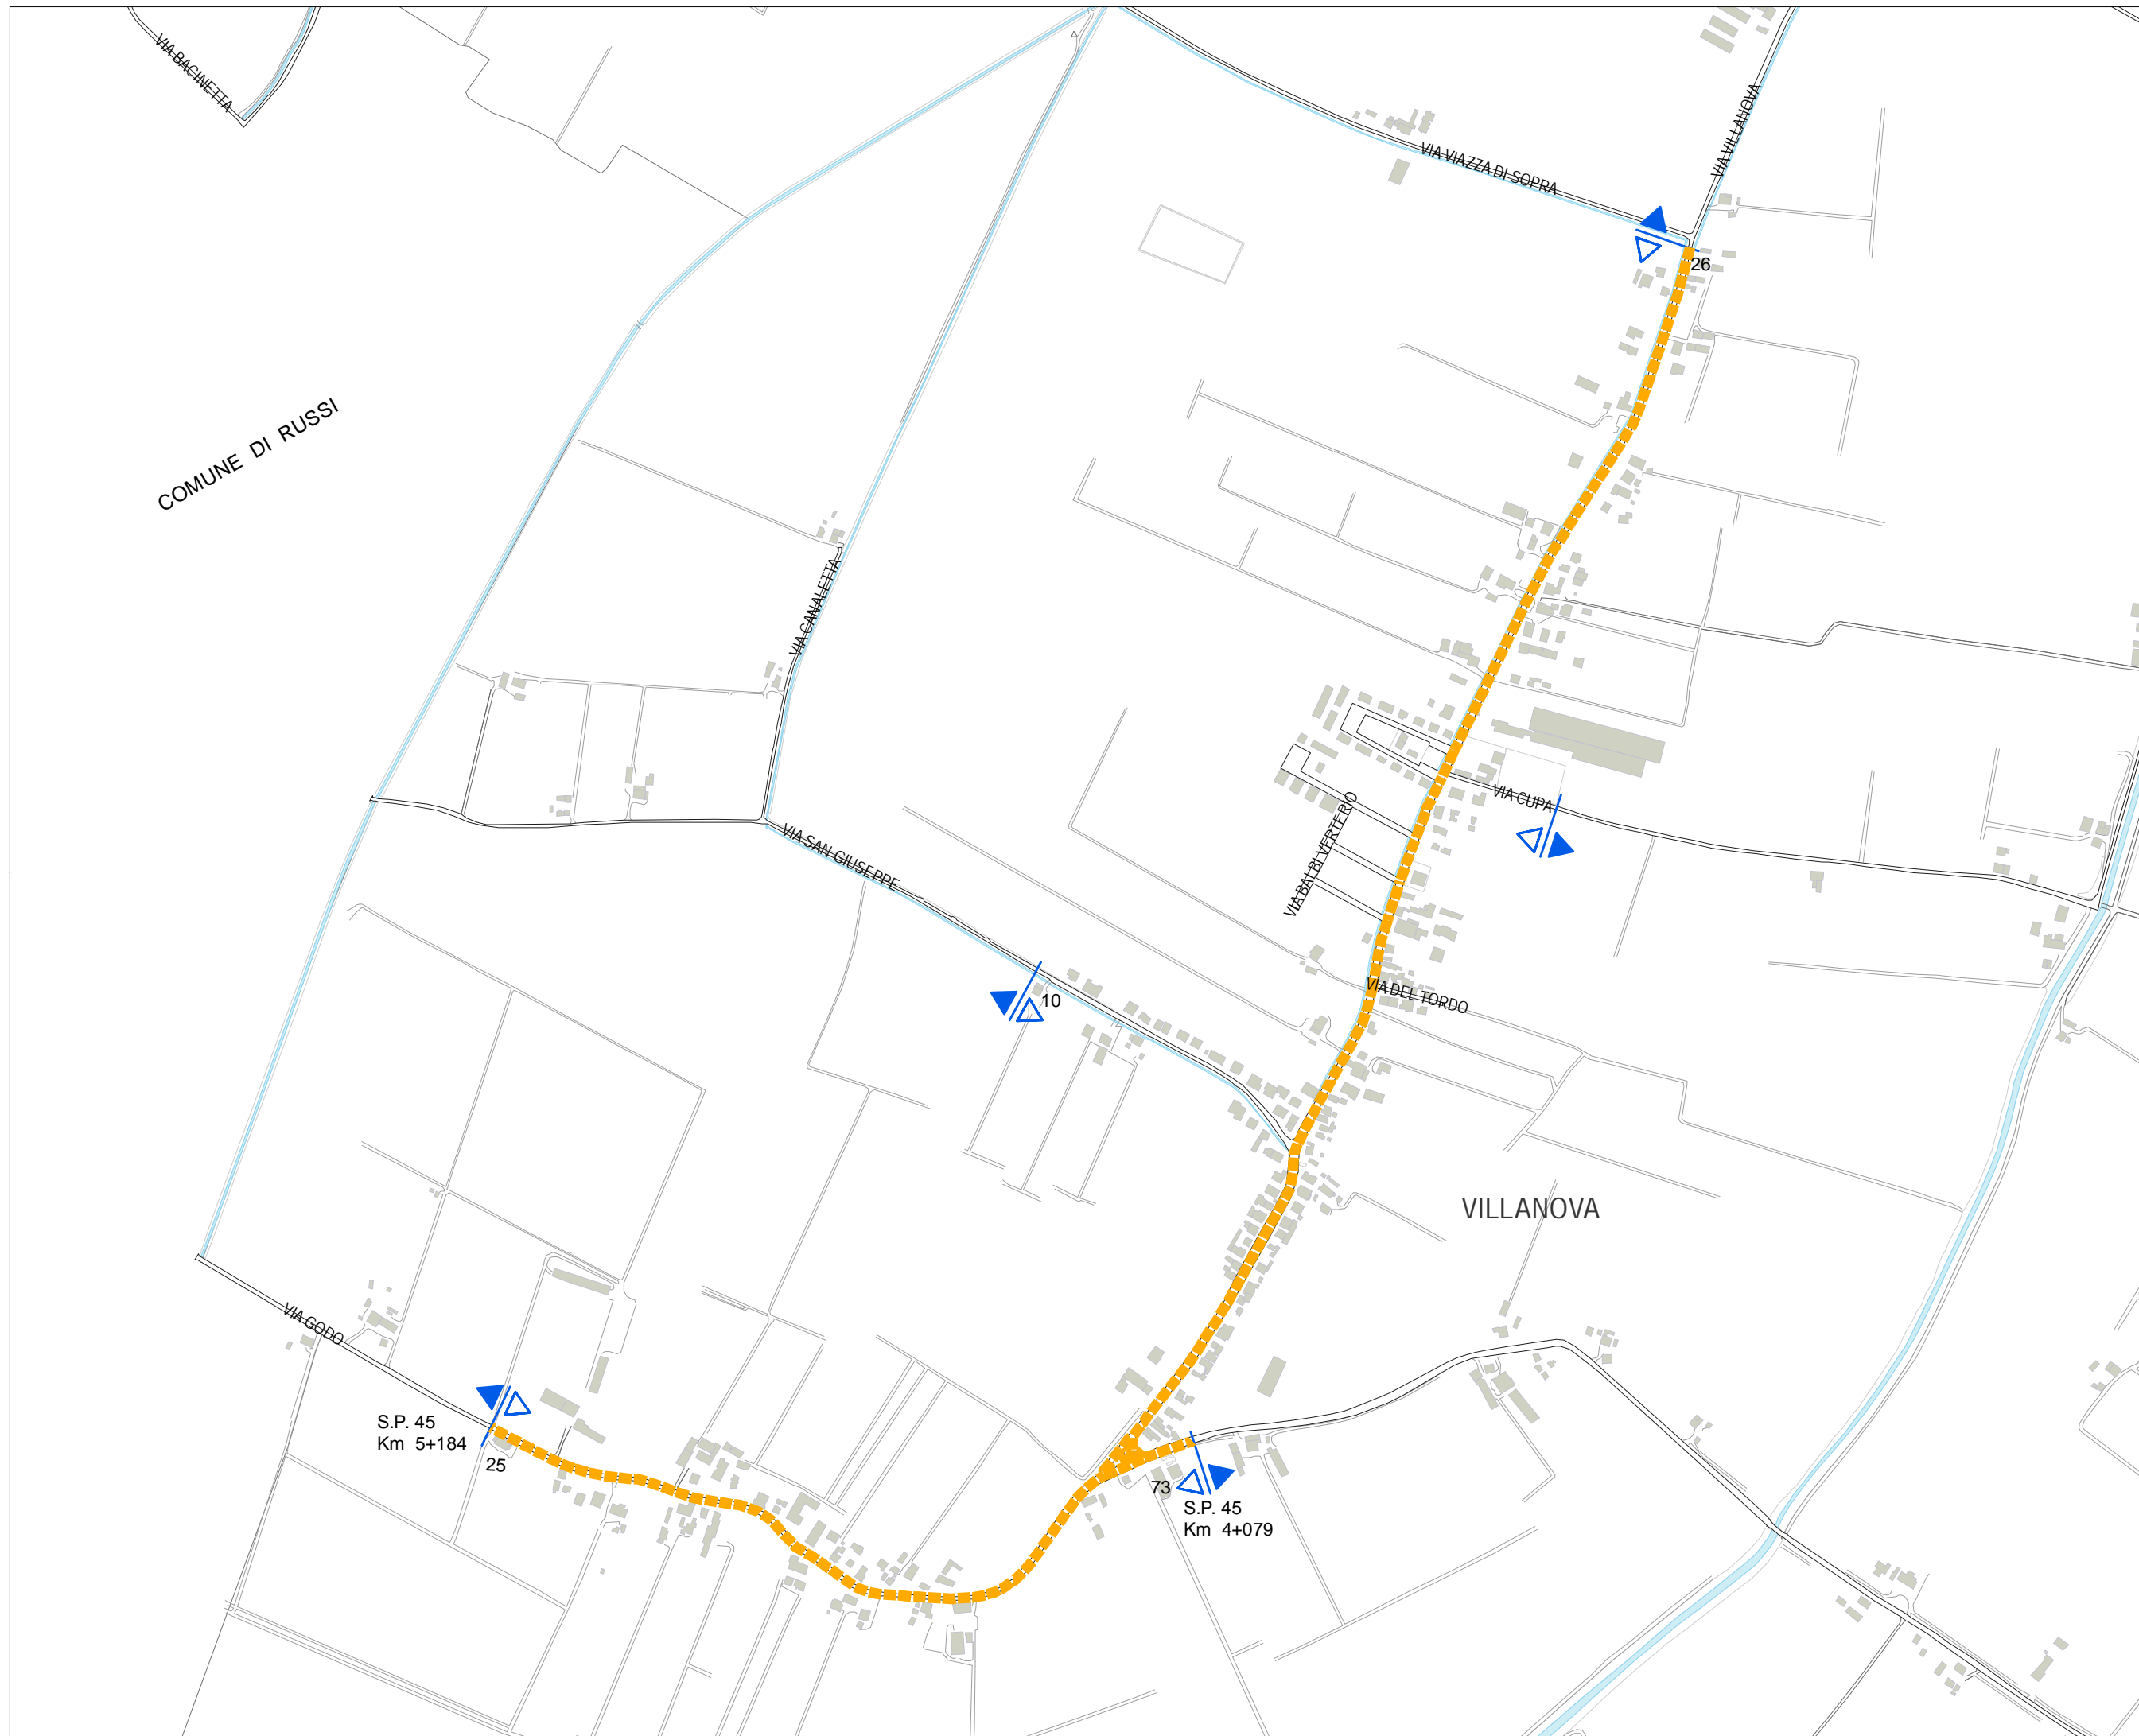 VIA BACINETTA
VIA VILLANOVA
VIA VIAZZA DI SOPRA
26
COMUNE DI RUSSI
VIA CANALETTA
VIA CUPA
VIA BALBI VERTERIO
VIA SAN GIUSEPPE
VIA DEL TORDO
10
VILLANOVA
VIA GODO
S.P. 45
Km 5+184
25
73
S.P. 45
Km 4+079